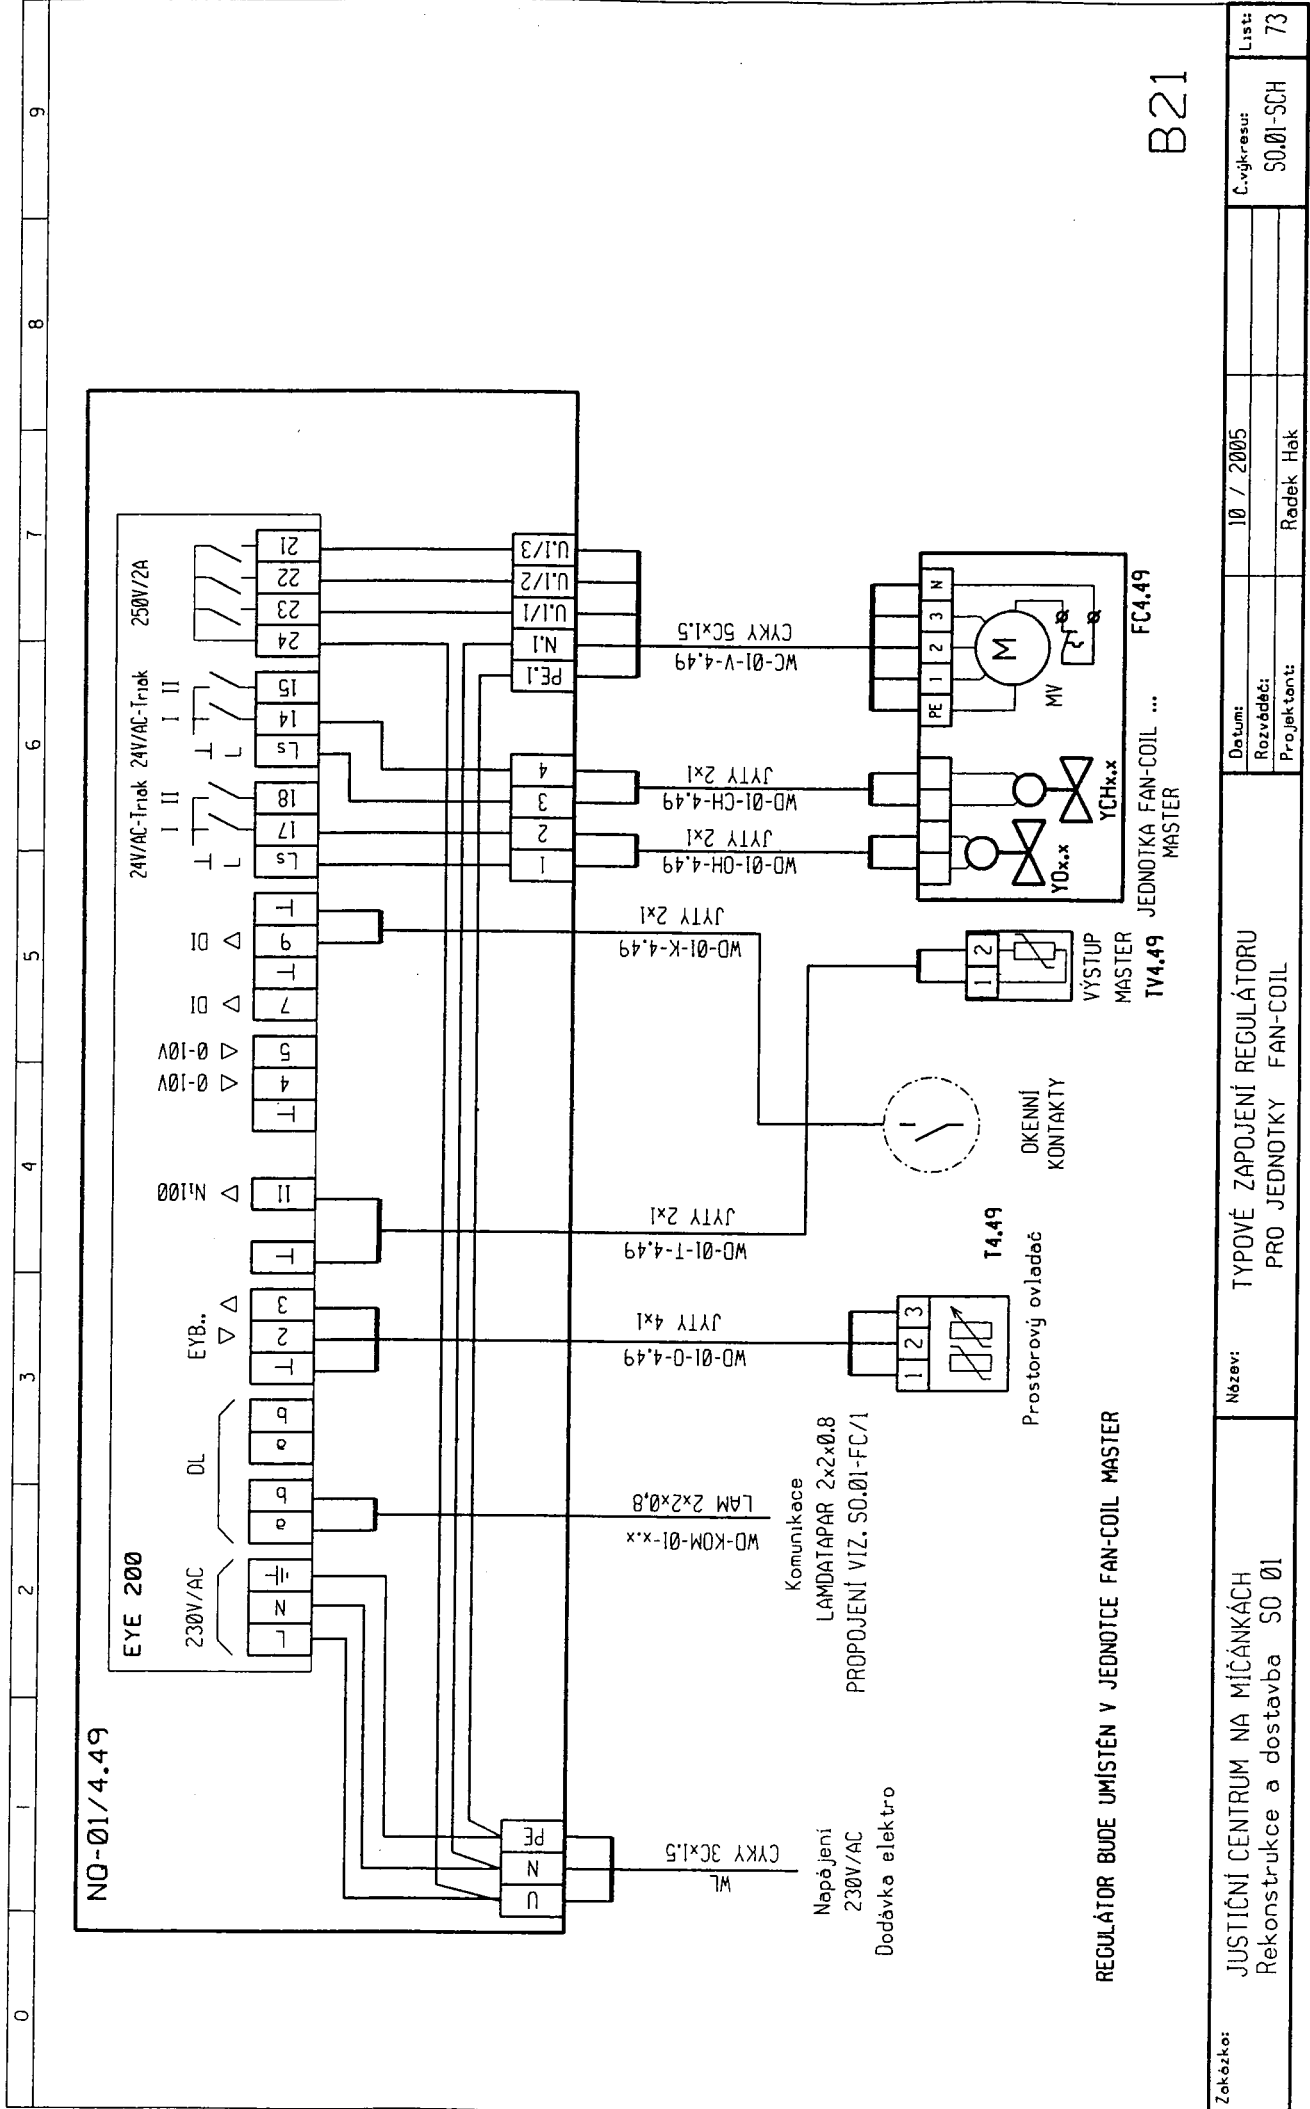 0 1 2 3 4 5 6 7 8 9
NQ-01/4.49
EYE 200
230V/AC
DL
EYB..
Ni100
0-10V
0-10V
DI
DI
24V/AC-Triak
24V/AC-Triak
250V/2A
I II
I II
L N
a b
a b
⊥ 2 3
⊥
11
⊥ 4 5
7 ⊥ 9 ⊥
Ls 17 18
Ls 14 15
24 23 22 21
U N PE
1 2 3 4
PE.1 N.1 U.1/1 U.1/2 U.1/3
WL
CYKY 3Cx1.5
WD-KOM-01-x.x
LAM 2x2x0,8
WD-01-O-4.49
JYTY 4x1
WD-01-T-4.49
JYTY 2x1
WD-01-K-4.49
JYTY 2x1
WD-01-OH-4.49
JYTY 2x1
WD-01-CH-4.49
JYTY 2x1
WC-01-V-4.49
CYKY 5Cx1.5
Napájení
230V/AC
Dodávka elektro
Komunikace
LAMDATAPAR 2x2x0.8
PROPOJENÍ VIZ. SO.01-FC/1
1 2 3
T4.49
Prostorový ovladač
OKENNÍ
KONTAKTY
1 2
VÝSTUP
MASTER
TV4.49
PE 1 2 3 N
M
MV
YOx.x
YCHx.x
FC4.49
JEDNOTKA FAN-COIL ...
MASTER
REGULÁTOR BUDE UMÍSTĚN V JEDNOTCE FAN-COIL MASTER
B21
Zakázka:
JUSTIČNÍ CENTRUM NA MÍČÁNKÁCH
Rekonstrukce a dostavba SO 01
Název:
TYPOVÉ ZAPOJENÍ REGULÁTORU
PRO JEDNOTKY FAN-COIL
Datum: 10 / 2005
Rozváděč:
Projektant: Radek Hak
Č.výkresu:
SO.01-SCH
List:
73